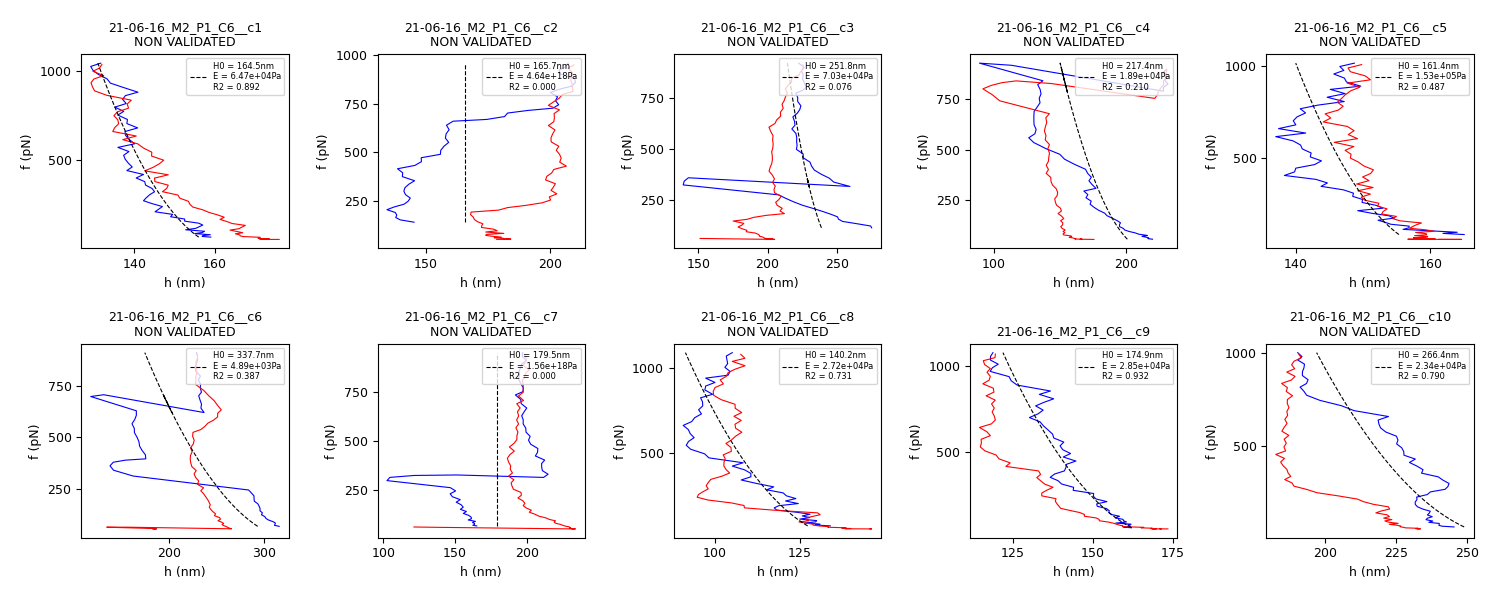 21-06-16_M2_P1_C6__c1
NON VALIDATED
H0 = 164.5nm
E = 6.47e+04Pa
R2 = 0.892
1000
500
f (pN)
140
160
h (nm)
21-06-16_M2_P1_C6__c2
NON VALIDATED
H0 = 165.7nm
E = 4.64e+18Pa
R2 = 0.000
1000
750
500
250
f (pN)
150
200
h (nm)
21-06-16_M2_P1_C6__c3
NON VALIDATED
H0 = 251.8nm
E = 7.03e+04Pa
R2 = 0.076
750
500
250
f (pN)
150
200
250
h (nm)
21-06-16_M2_P1_C6__c4
NON VALIDATED
H0 = 217.4nm
E = 1.89e+04Pa
R2 = 0.210
750
500
250
f (pN)
100
200
h (nm)
21-06-16_M2_P1_C6__c5
NON VALIDATED
H0 = 161.4nm
E = 1.53e+05Pa
R2 = 0.487
1000
500
f (pN)
140
160
h (nm)
21-06-16_M2_P1_C6__c6
NON VALIDATED
H0 = 337.7nm
E = 4.89e+03Pa
R2 = 0.387
750
500
250
f (pN)
200
300
h (nm)
21-06-16_M2_P1_C6__c7
NON VALIDATED
H0 = 179.5nm
E = 1.56e+18Pa
R2 = 0.000
750
500
250
f (pN)
100
150
200
h (nm)
21-06-16_M2_P1_C6__c8
NON VALIDATED
H0 = 140.2nm
E = 2.72e+04Pa
R2 = 0.731
1000
500
f (pN)
100
125
h (nm)
21-06-16_M2_P1_C6__c9
H0 = 174.9nm
E = 2.85e+04Pa
R2 = 0.932
1000
500
f (pN)
125
150
175
h (nm)
21-06-16_M2_P1_C6__c10
NON VALIDATED
H0 = 266.4nm
E = 2.34e+04Pa
R2 = 0.790
1000
500
f (pN)
200
225
250
h (nm)